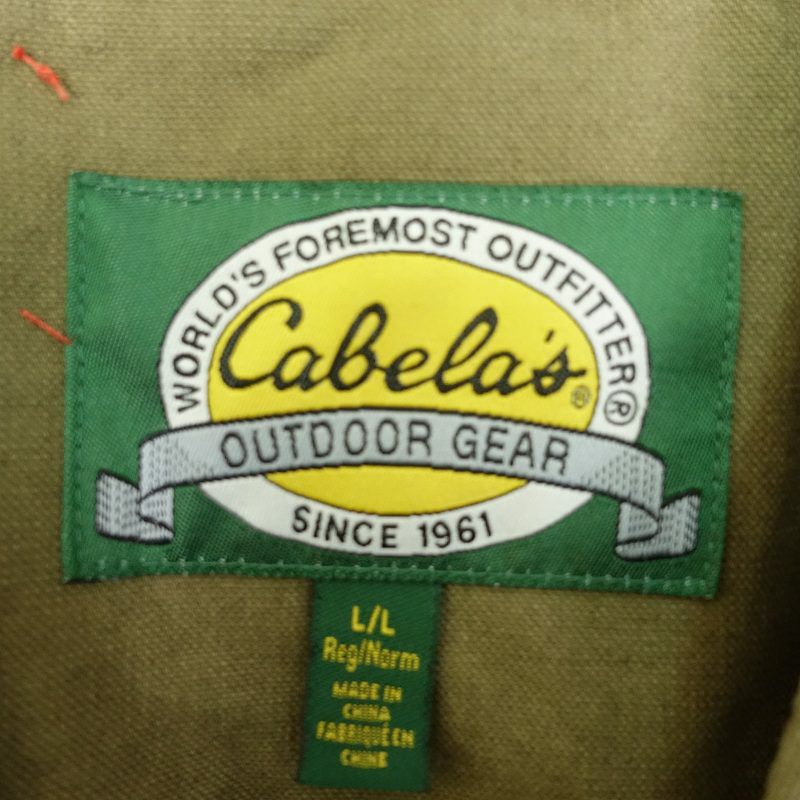 WORLD'S FOREMOST OUTFITTER®
Cabela's®
OUTDOOR GEAR
SINCE 1961
L/L
Reg/Norm
MADE IN
CHINA
FABRIQUÉ EN
CHINE